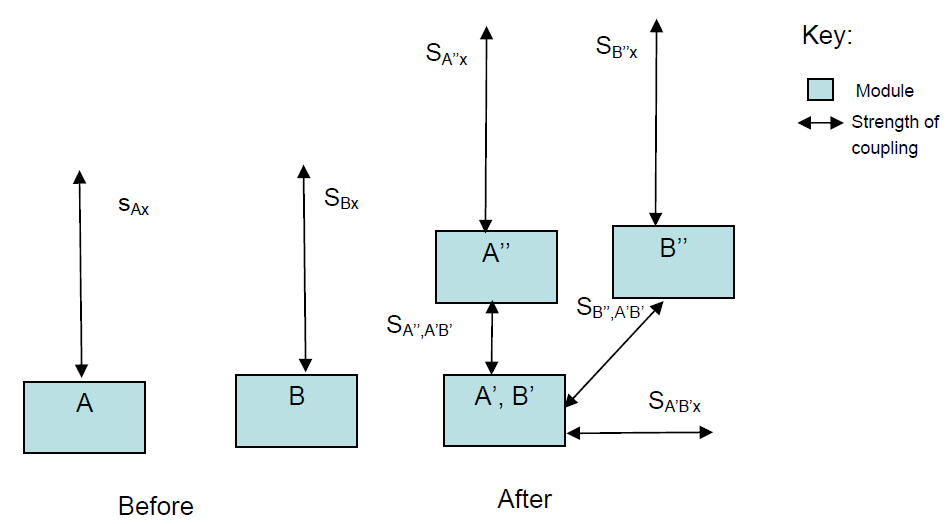 Key:
Module
Strength of
coupling
sAx
SBx
SA’’x
SB’’x
A
B
A’’
B’’
SA’’,A’B’
SB’’,A’B’
A’, B’
SA’B’x
Before
After